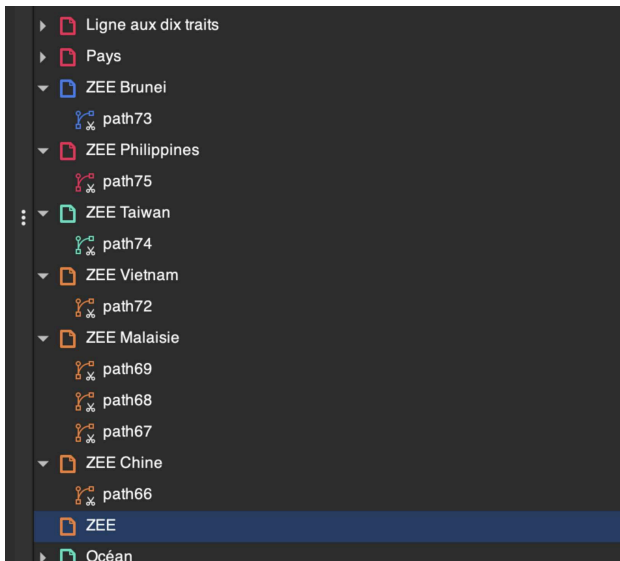 Ligne aux dix traits
Pays
ZEE Brunei
path73
ZEE Philippines
path75
ZEE Taiwan
path74
ZEE Vietnam
path72
ZEE Malaisie
path69
path68
path67
ZEE Chine
path66
ZEE
Océan